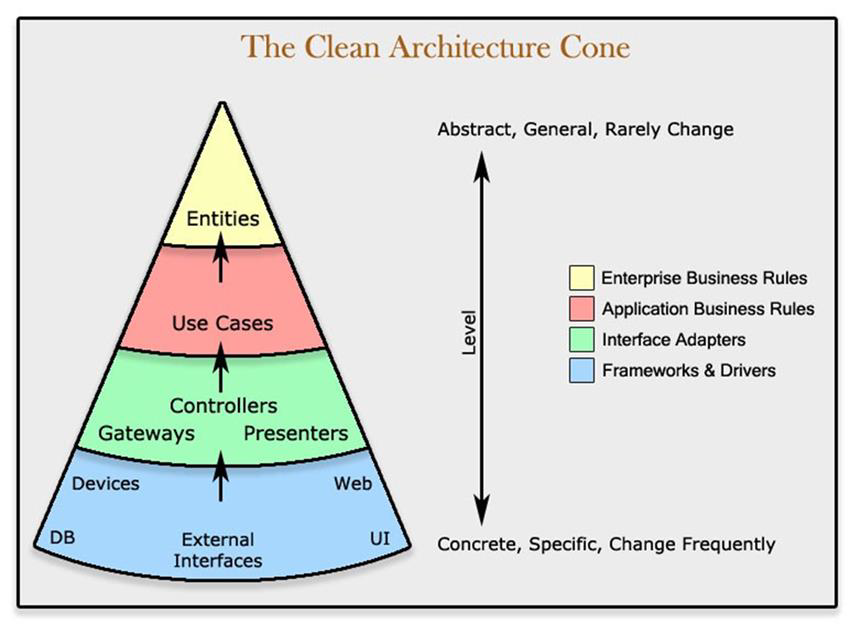 The Clean Architecture Cone
Abstract, General, Rarely Change
Entities
Use Cases
Controllers
Gateways Presenters
Devices Web
DB External UI
Interfaces
Level
Enterprise Business Rules
Application Business Rules
Interface Adapters
Frameworks & Drivers
Concrete, Specific, Change Frequently